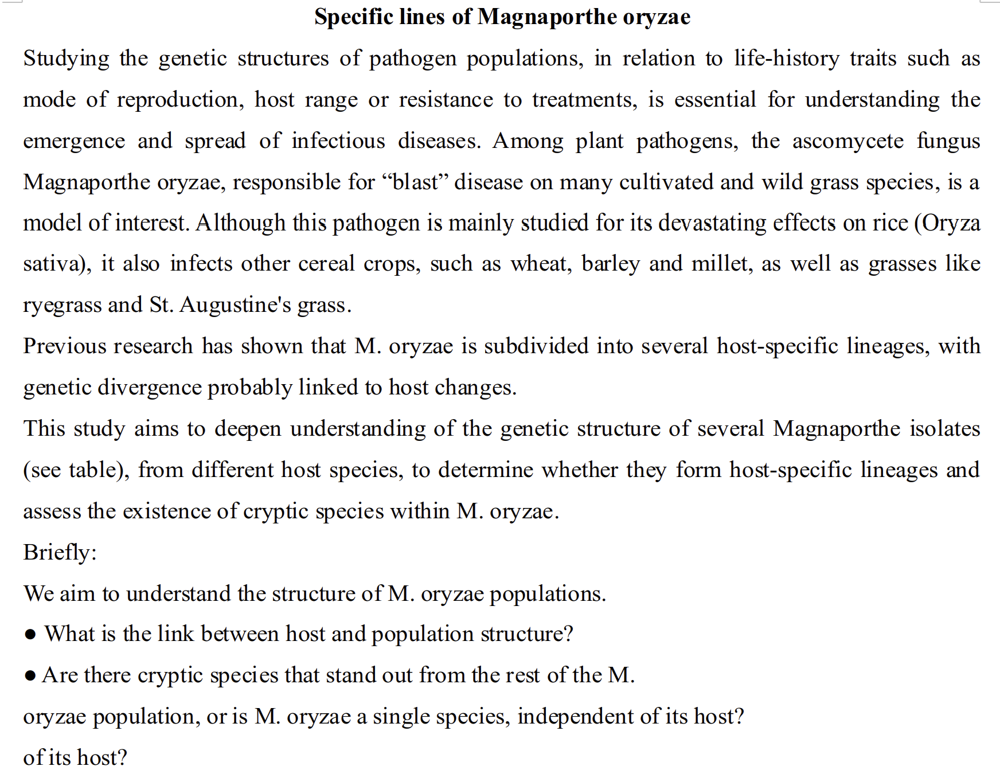 Specific lines of Magnaporthe oryzae
Studying the genetic structures of pathogen populations, in relation to life-history traits such as
mode of reproduction, host range or resistance to treatments, is essential for understanding the
emergence and spread of infectious diseases. Among plant pathogens, the ascomycete fungus
Magnaporthe oryzae, responsible for “blast” disease on many cultivated and wild grass species, is a
model of interest. Although this pathogen is mainly studied for its devastating effects on rice (Oryza
sativa), it also infects other cereal crops, such as wheat, barley and millet, as well as grasses like
ryegrass and St. Augustine's grass.
Previous research has shown that M. oryzae is subdivided into several host-specific lineages, with
genetic divergence probably linked to host changes.
This study aims to deepen understanding of the genetic structure of several Magnaporthe isolates
(see table), from different host species, to determine whether they form host-specific lineages and
assess the existence of cryptic species within M. oryzae.
Briefly:
We aim to understand the structure of M. oryzae populations.
● What is the link between host and population structure?
● Are there cryptic species that stand out from the rest of the M.
oryzae population, or is M. oryzae a single species, independent of its host?
of its host?